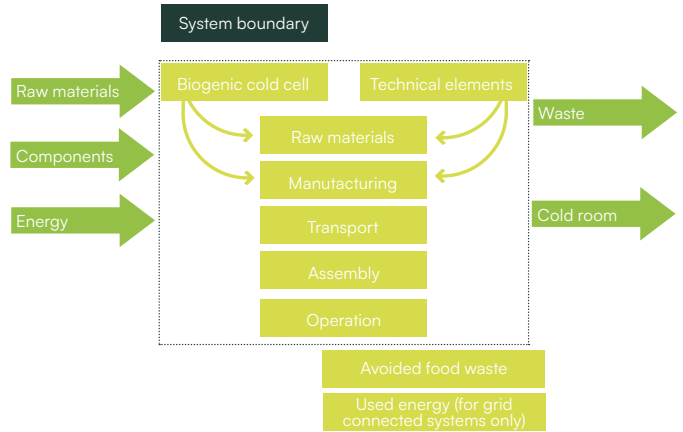 System boundary
Biogenic cold cell
Technical elements
Raw materials
Components
Energy
Raw materials
Manutacturing
Transport
Assembly
Operation
Waste
Cold room
Avoided food waste
Used energy (for grid
connected systems only)